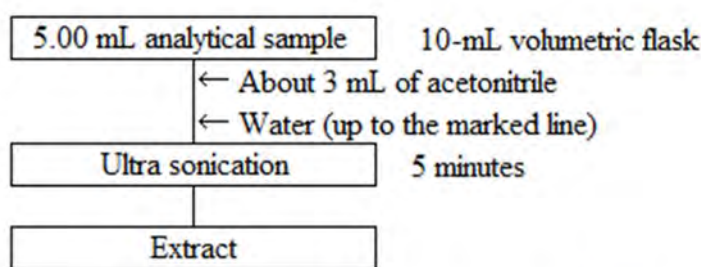 5.00 mL analytical sample 10-mL volumetric flask
← About 3 mL of acetonitrile
← Water (up to the marked line)
Ultra sonication 5 minutes
Extract